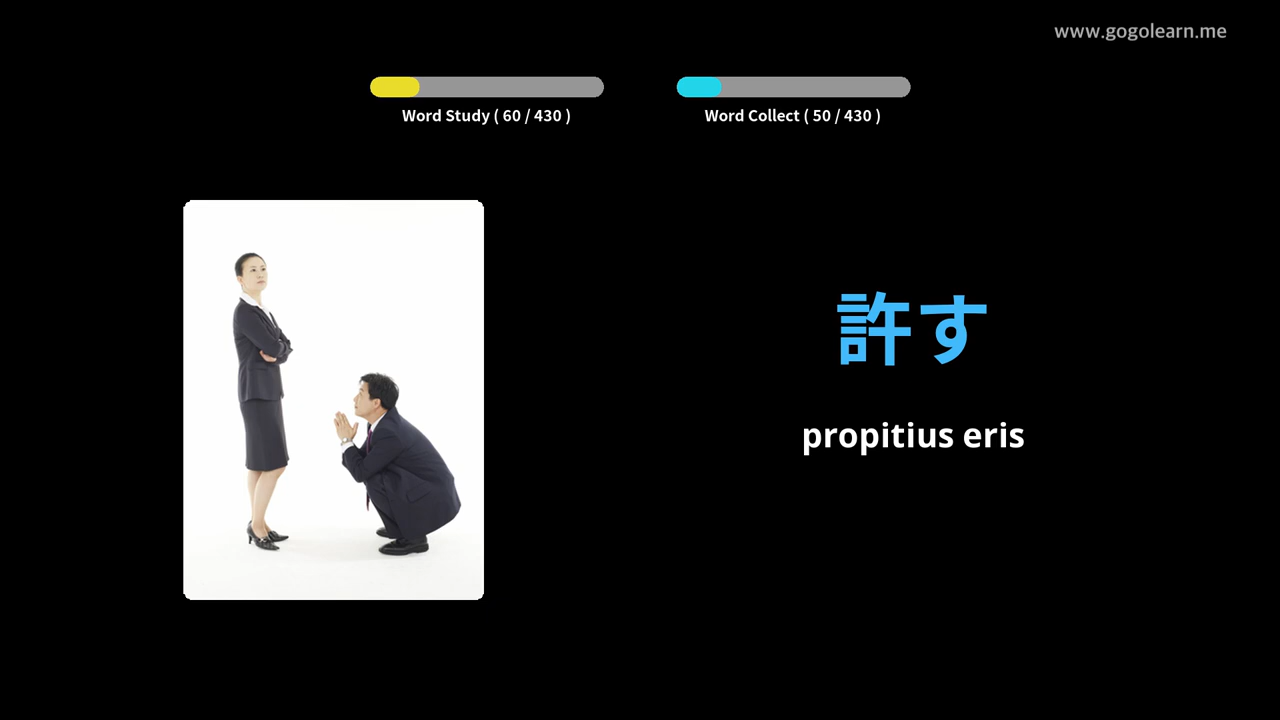 www.gogolearn.me
Word Study ( 60 / 430 )
Word Collect ( 50 / 430 )
許す
propitius eris